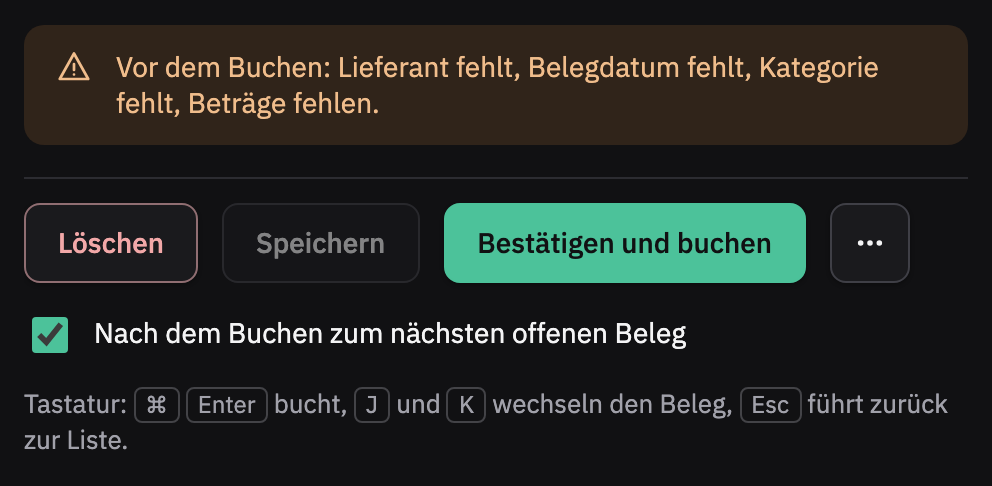 Vor dem Buchen: Lieferant fehlt, Belegdatum fehlt, Kategorie
fehlt, Beträge fehlen.
Löschen Speichern Bestätigen und buchen ···
Nach dem Buchen zum nächsten offenen Beleg
Tastatur: ⌘ Enter bucht, J und K wechseln den Beleg, Esc führt zurück
zur Liste.